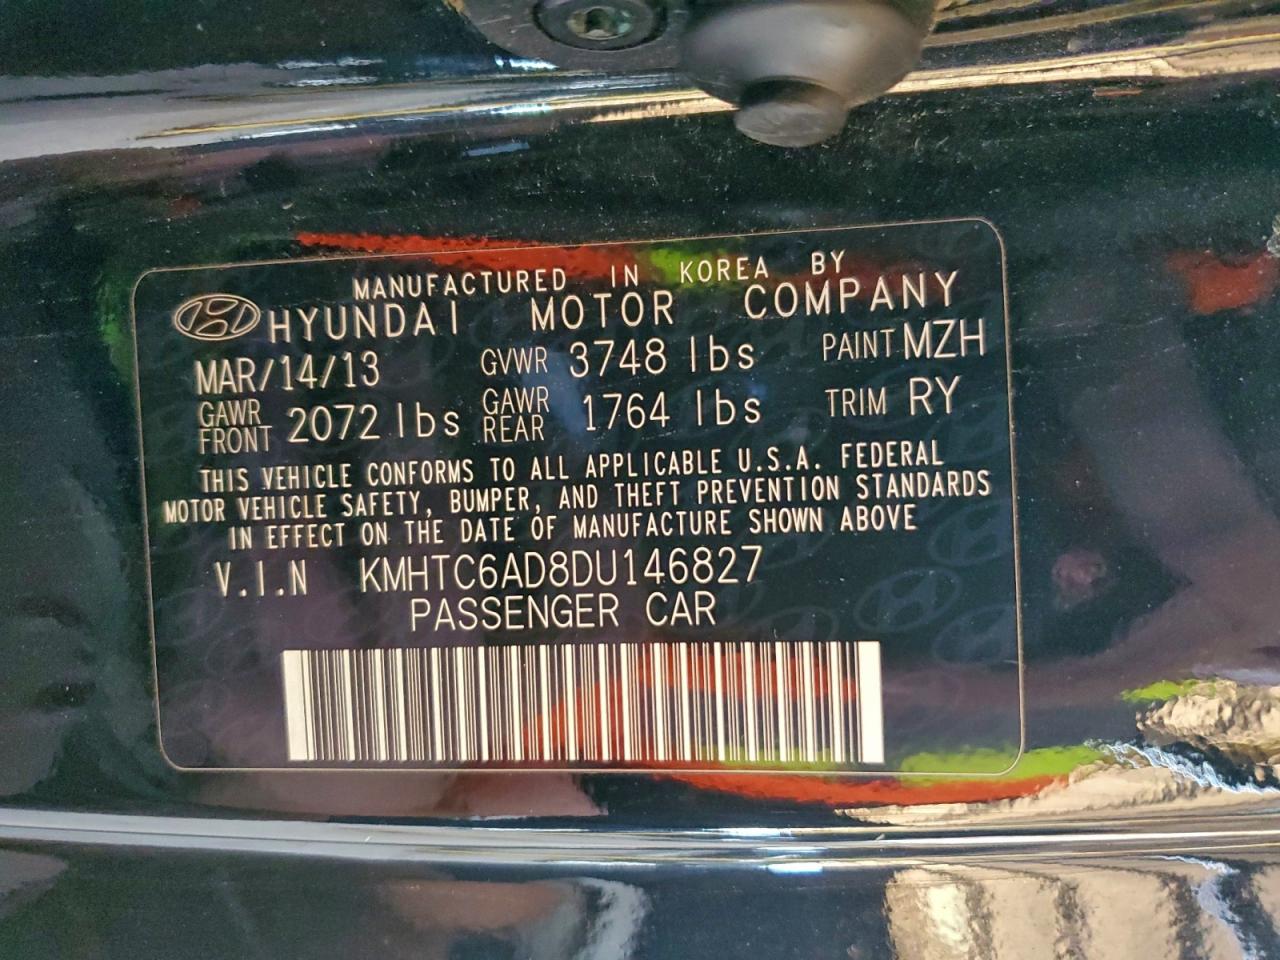 MANUFACTURED IN KOREA BY
HYUNDAI MOTOR COMPANY
MAR/14/13 GVWR 3748 lbs PAINT MZH
GAWR FRONT 2072 lbs GAWR REAR 1764 lbs TRIM RY
THIS VEHICLE CONFORMS TO ALL APPLICABLE U.S.A. FEDERAL
MOTOR VEHICLE SAFETY, BUMPER, AND THEFT PREVENTION STANDARDS
IN EFFECT ON THE DATE OF MANUFACTURE SHOWN ABOVE
V.I.N KMHTC6AD8DU146827
PASSENGER CAR